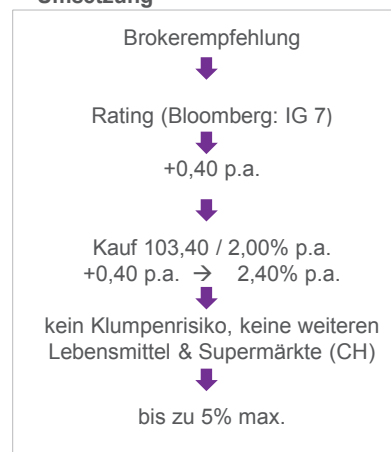 Umsetzung
Brokerempfehlung
Rating (Bloomberg: IG 7)
+0,40 p.a.
Kauf 103,40 / 2,00% p.a.
+0,40 p.a. → 2,40% p.a.
kein Klumpenrisiko, keine weiteren
Lebensmittel & Supermärkte (CH)
bis zu 5% max.